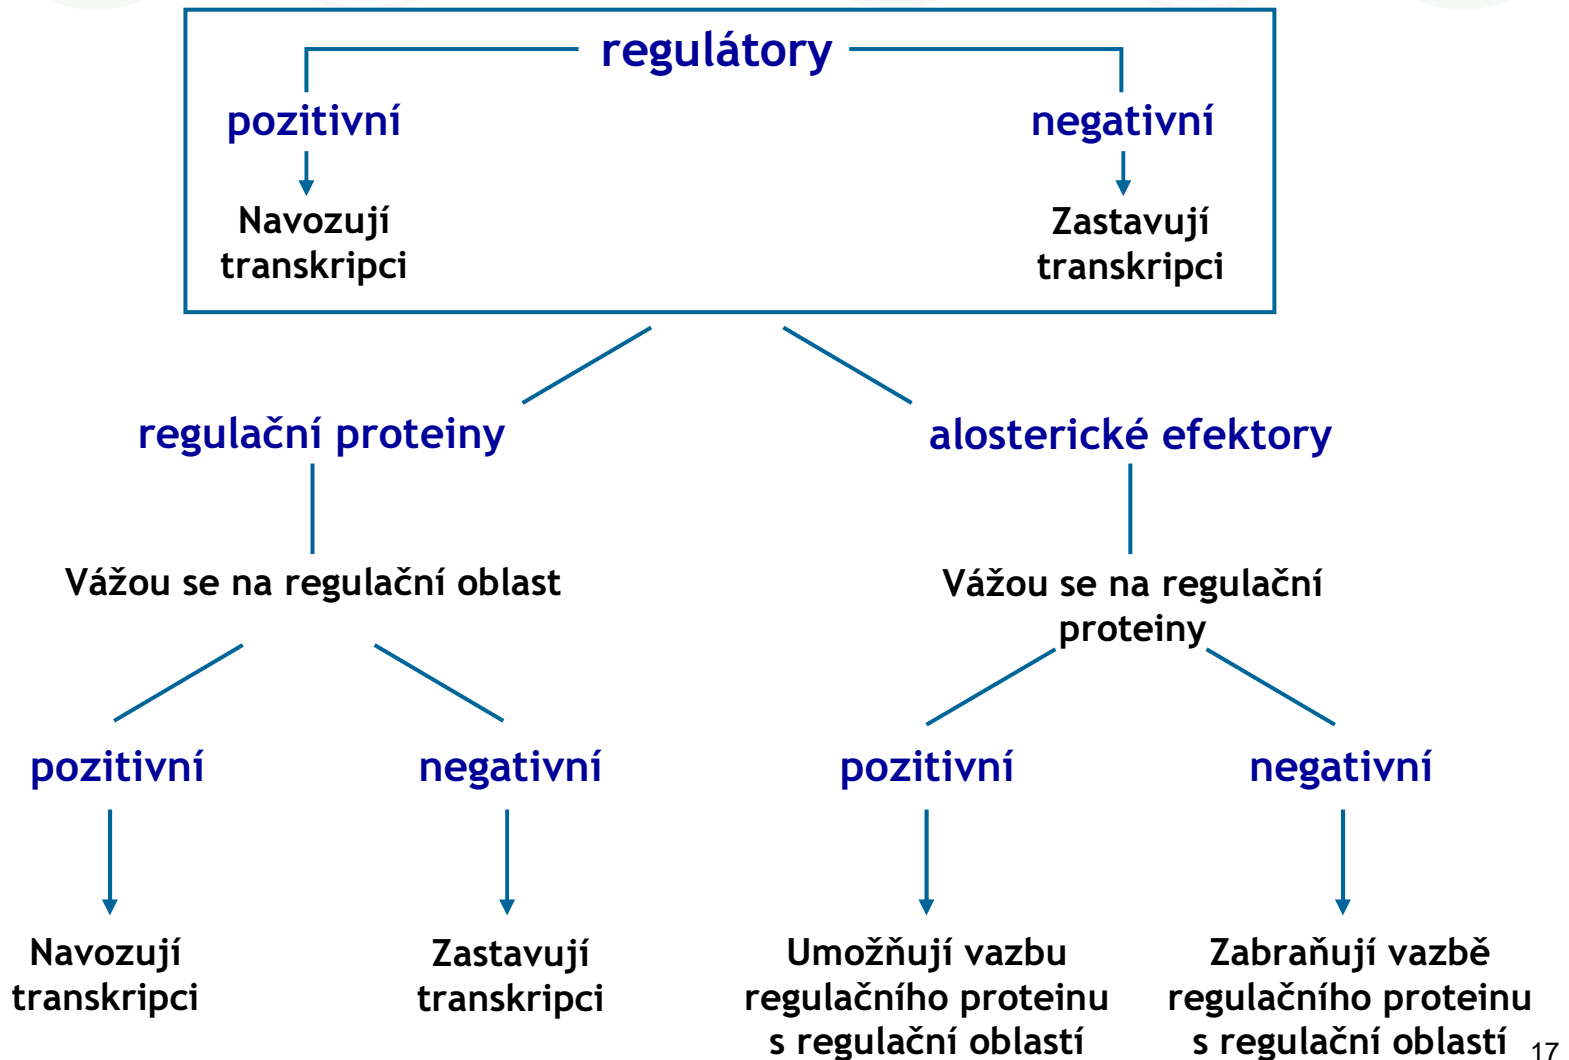 regulátory
pozitivní
negativní
Navozují
transkripci
Zastavují
transkripci
regulační proteiny
alosterické efektory
Vážou se na regulační oblast
Vážou se na regulační
proteiny
pozitivní
negativní
pozitivní
negativní
Navozují
transkripci
Zastavují
transkripci
Umožňují vazbu
regulačního proteinu
s regulační oblastí
Zabraňují vazbě
regulačního proteinu
s regulační oblastí
17